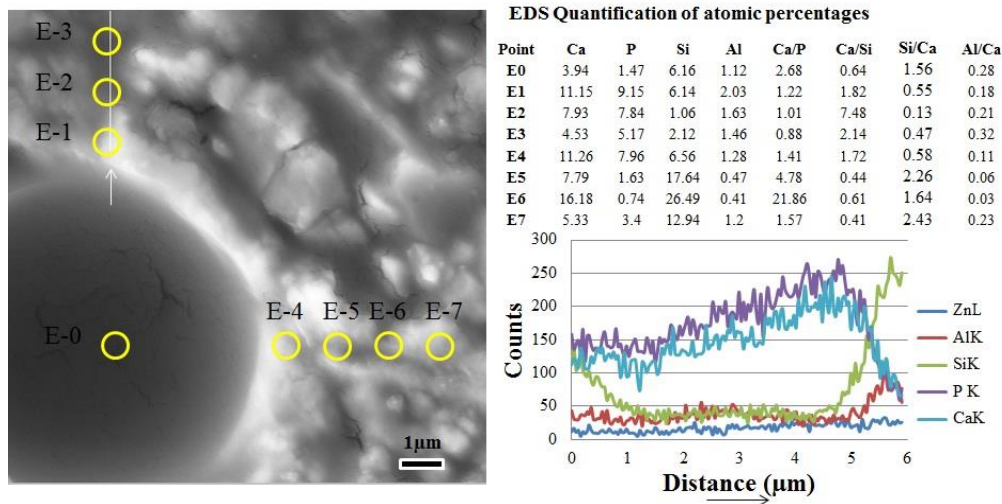 E-3
E-2
E-1
E-0
E-4 E-5 E-6 E-7
1μm
EDS Quantification of atomic percentages
Point Ca P Si Al Ca/P Ca/Si Si/Ca Al/Ca
E0 3.94 1.47 6.16 1.12 2.68 0.64 1.56 0.28
E1 11.15 9.15 6.14 2.03 1.22 1.82 0.55 0.18
E2 7.93 7.84 1.06 1.63 1.01 7.48 0.13 0.21
E3 4.53 5.17 2.12 1.46 0.88 2.14 0.47 0.32
E4 11.26 7.96 6.56 1.28 1.41 1.72 0.58 0.11
E5 7.79 1.63 17.64 0.47 4.78 0.44 2.26 0.06
E6 16.18 0.74 26.49 0.41 21.86 0.61 1.64 0.03
E7 5.33 3.4 12.94 1.2 1.57 0.41 2.43 0.23
300
250
200
150
100
50
0
Counts
0 1 2 3 4 5 6
Distance (μm)
ZnL
AlK
SiK
P K
CaK